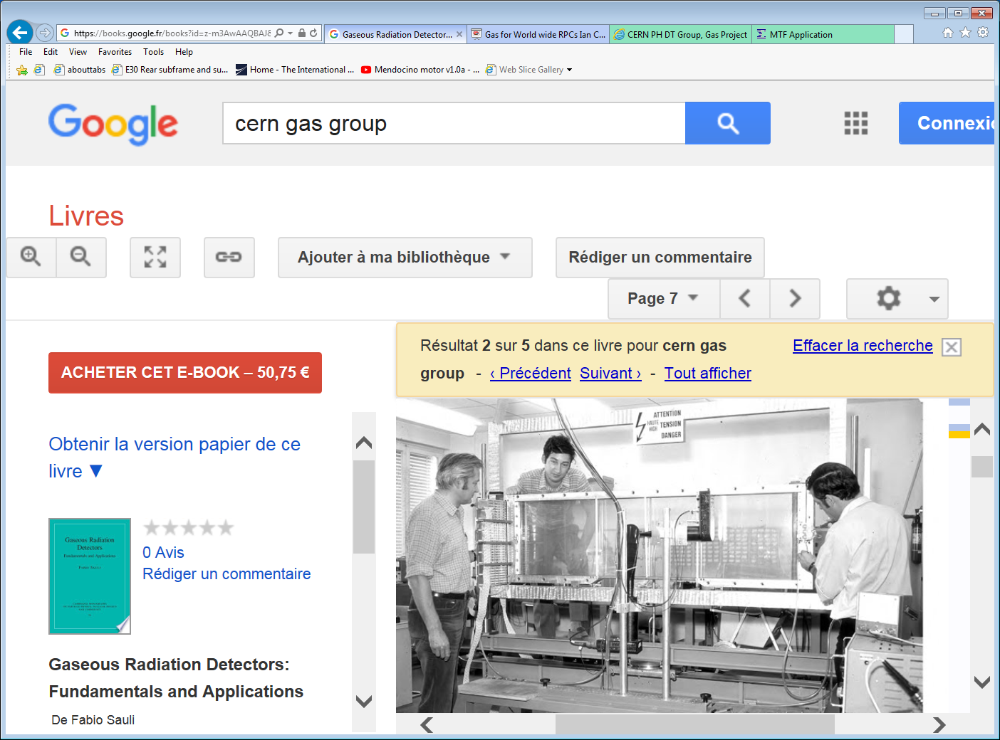 https://books.google.fr/books?id=z-m3AwAAQBAJ&
Gaseous Radiation Detector...
Gas for World wide RPCs Ian C...
CERN PH DT Group, Gas Project
MTF Application
File Edit View Favorites Tools Help
abouttabs
E30 Rear subframe and su...
Home - The International ...
Mendocino motor v1.0a - ...
Web Slice Gallery
Google
cern gas group
Connexi
Livres
Ajouter à ma bibliothèque
Rédiger un commentaire
Page 7
ACHETER CET E-BOOK – 50,75 €
Résultat 2 sur 5 dans ce livre pour cern gas
group - ‹ Précédent Suivant › - Tout afficher
Effacer la recherche
Obtenir la version papier de ce
livre ▼
Gaseous Radiation
Detectors
Fundamentals and Applications
0 Avis
Rédiger un commentaire
Gaseous Radiation Detectors:
Fundamentals and Applications
De Fabio Sauli
ATTENTION
HAUTE
HIGH
TENSION
DANGER